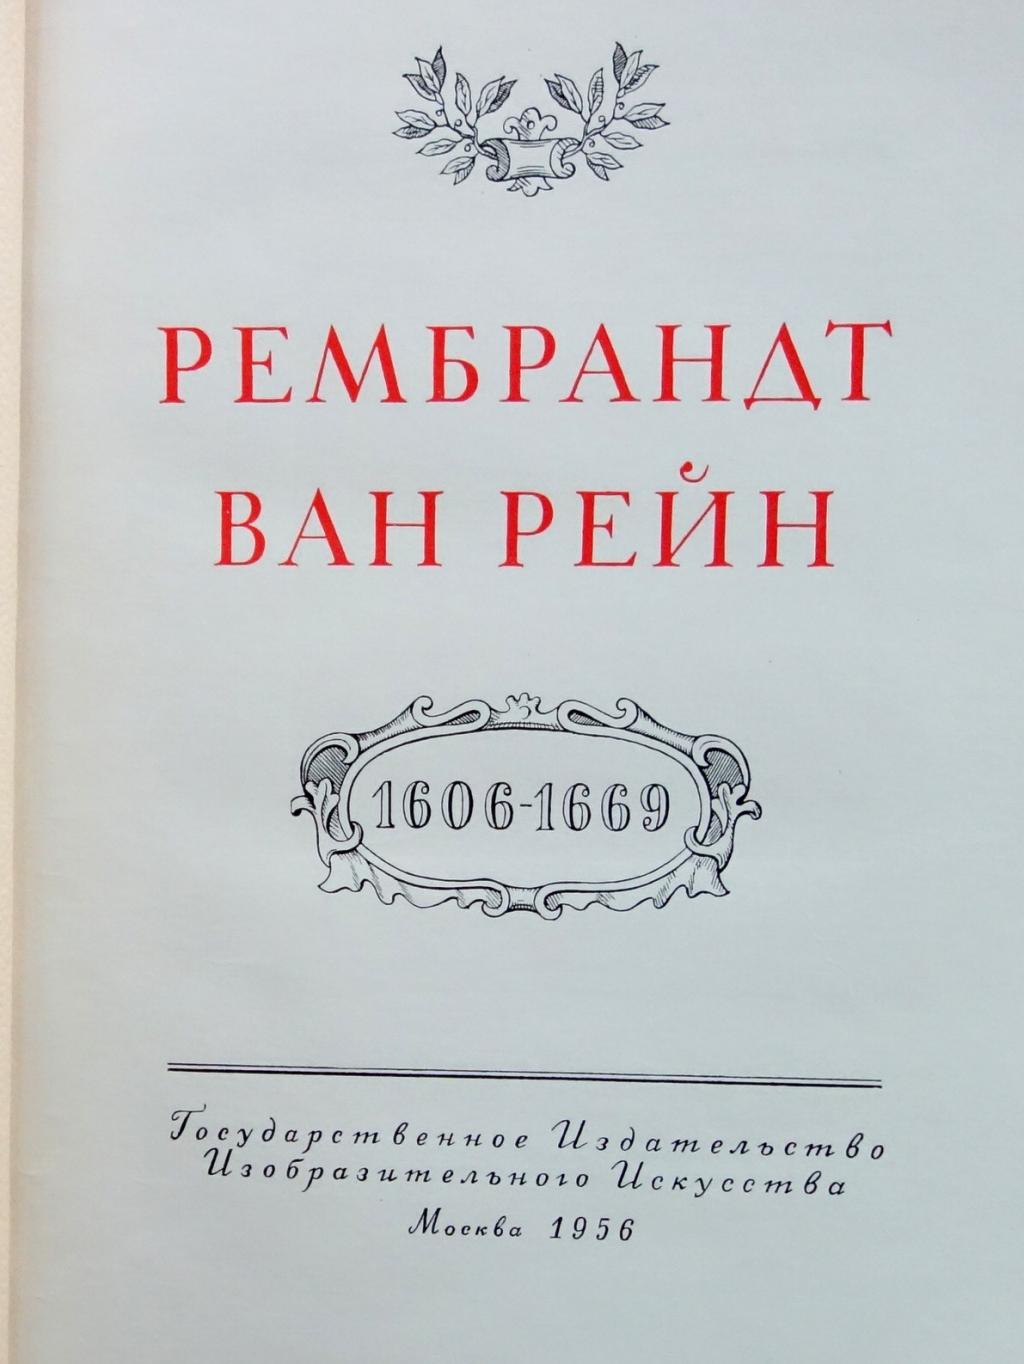 РЕМБРАНДТ
ВАН РЕЙН
1606-1669
Государственное Издательство
Изобразительного Искусства
Москва 1956